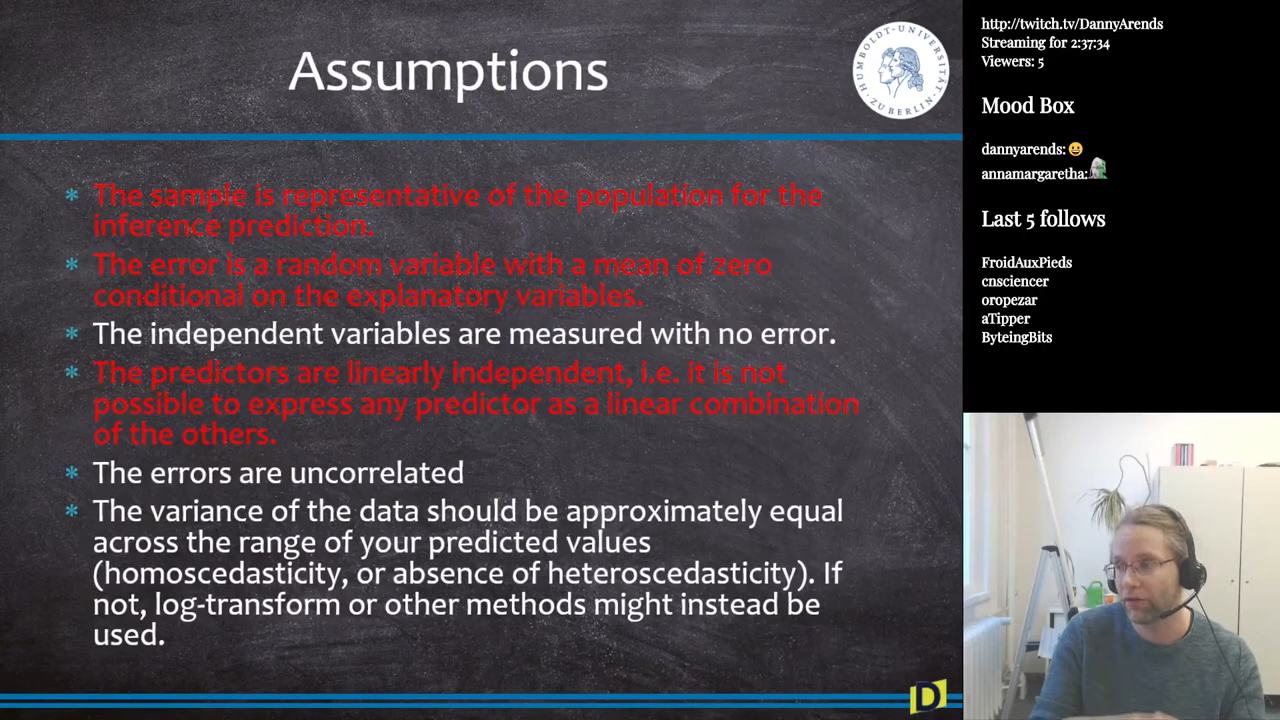 Assumptions
HUMBOLDT-UNIVERSITÄT ZU BERLIN
* The sample is representative of the population for the
inference prediction.
* The error is a random variable with a mean of zero
conditional on the explanatory variables.
* The independent variables are measured with no error.
* The predictors are linearly independent, i.e. it is not
possible to express any predictor as a linear combination
of the others.
* The errors are uncorrelated
* The variance of the data should be approximately equal
across the range of your predicted values
(homoscedasticity, or absence of heteroscedasticity). If
not, log-transform or other methods might instead be
used.
D
http://twitch.tv/DannyArends
Streaming for 2:37:34
Viewers: 5
Mood Box
dannyarends:
annamargaretha:
Last 5 follows
FroidAuxPieds
cnsciencer
oropezar
aTipper
ByteingBits